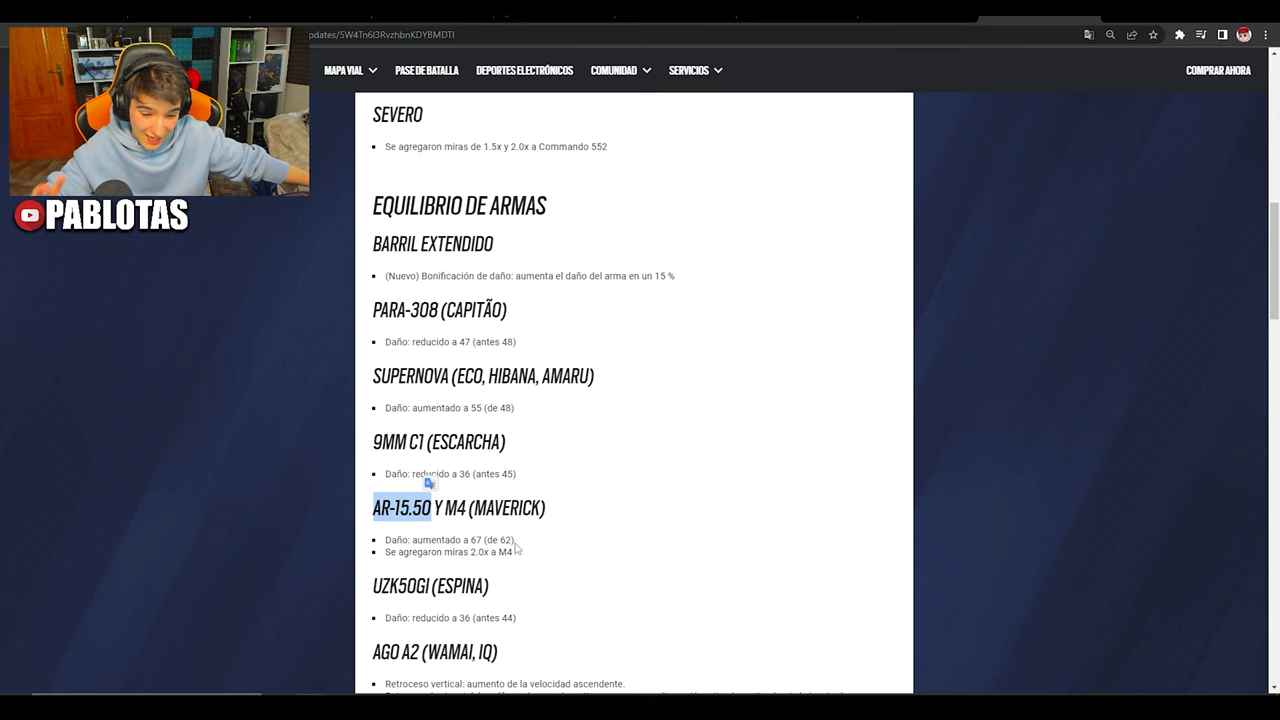 pdates/5W4Tn6l3RvzhbnKDYBMDTI
MAPA VIAL
PASE DE BATALLA
DEPORTES ELECTRÓNICOS
COMUNIDAD
SERVICIOS
COMPRAR AHORA
PABLOTAS
SEVERO
Se agregaron miras de 1.5x y 2.0x a Commando 552
EQUILIBRIO DE ARMAS
BARRIL EXTENDIDO
(Nuevo) Bonificación de daño: aumenta el daño del arma en un 15 %
PARA-308 (CAPITÃO)
Daño: reducido a 47 (antes 48)
SUPERNOVA (ECO, HIBANA, AMARU)
Daño: aumentado a 55 (de 48)
9MM C1 (ESCARCHA)
Daño: reducido a 36 (antes 45)
AR-15.50 Y M4 (MAVERICK)
Daño: aumentado a 67 (de 62)
Se agregaron miras 2.0x a M4
UZK50GI (ESPINA)
Daño: reducido a 36 (antes 44)
AGO A2 (WAMAI, IQ)
Retroceso vertical: aumento de la velocidad ascendente.